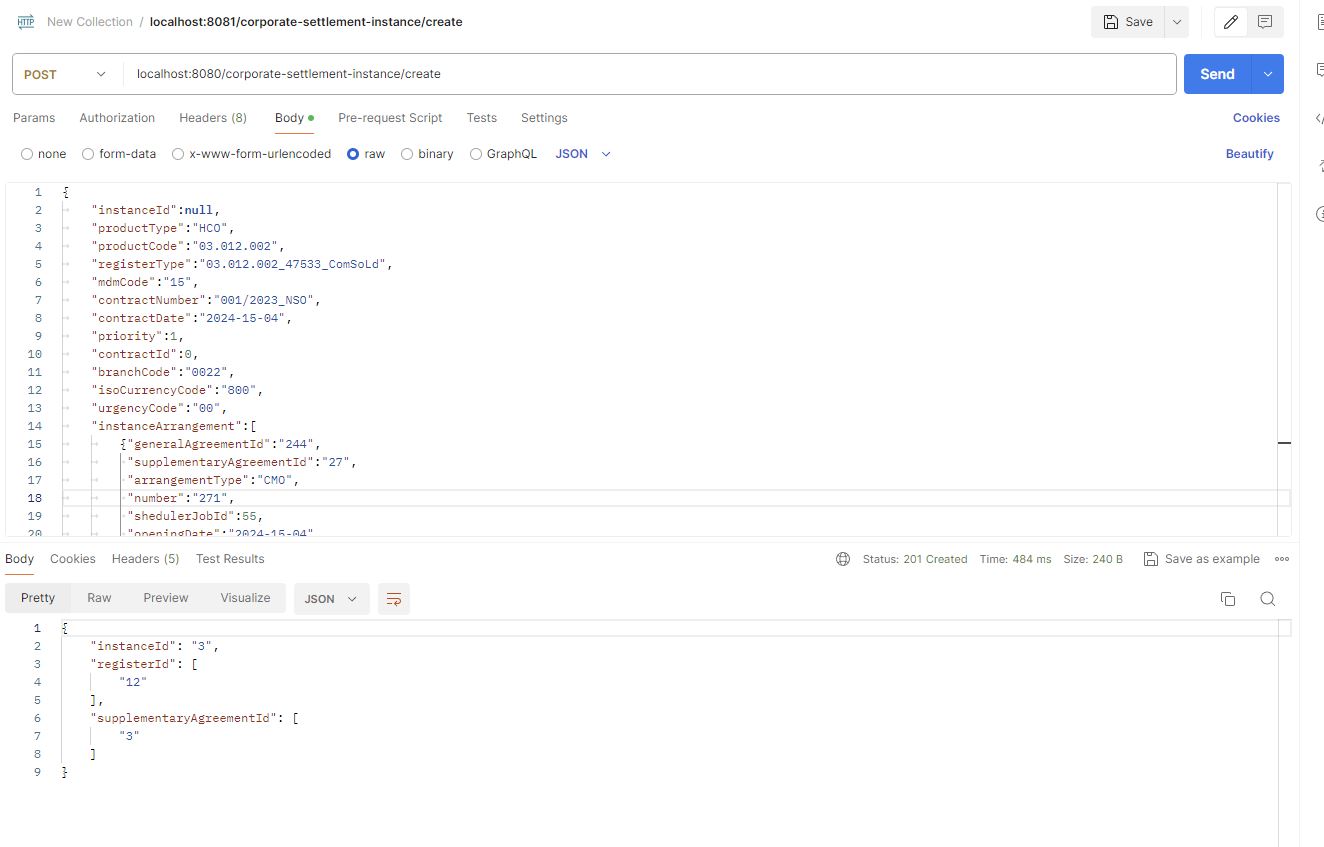 HTTP New Collection / localhost:8081/corporate-settlement-instance/create Save
POST localhost:8080/corporate-settlement-instance/create Send
Params Authorization Headers (8) Body Pre-request Script Tests Settings Cookies
none form-data x-www-form-urlencoded raw binary GraphQL JSON Beautify
1 {
2 "instanceId":null,
3 "productType":"HCO",
4 "productCode":"03.012.002",
5 "registerType":"03.012.002_47533_ComSoLd",
6 "mdmCode":"15",
7 "contractNumber":"001/2023_NSO",
8 "contractDate":"2024-15-04",
9 "priority":1,
10 "contractId":0,
11 "branchCode":"0022",
12 "isoCurrencyCode":"800",
13 "urgencyCode":"00",
14 "instanceArrangement":[
15 {"generalAgreementId":"244",
16 "supplementaryAgreementId":"27",
17 "arrangementType":"CMO",
18 "number":"271",
19 "shedulerJobId":55,
20 "openingDate":"2024-15-04"
Body Cookies Headers (5) Test Results Status: 201 Created Time: 484 ms Size: 240 B Save as example
Pretty Raw Preview Visualize JSON
1 {
2 "instanceId": "3",
3 "registerId": [
4 "12"
5 ],
6 "supplementaryAgreementId": [
7 "3"
8 ]
9 }